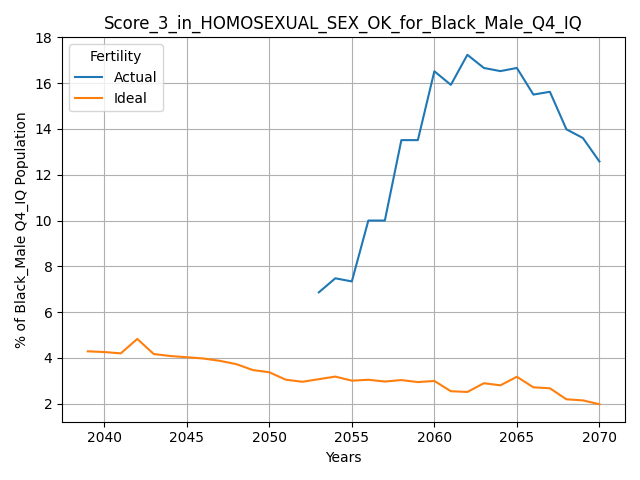 Score_3_in_HOMOSEXUAL_SEX_OK_for_Black_Male_Q4_IQ
Fertility
Actual
Ideal
% of Black_Male Q4_IQ Population
18
16
14
12
10
8
6
4
2
2040
2045
2050
2055
2060
2065
2070
Years